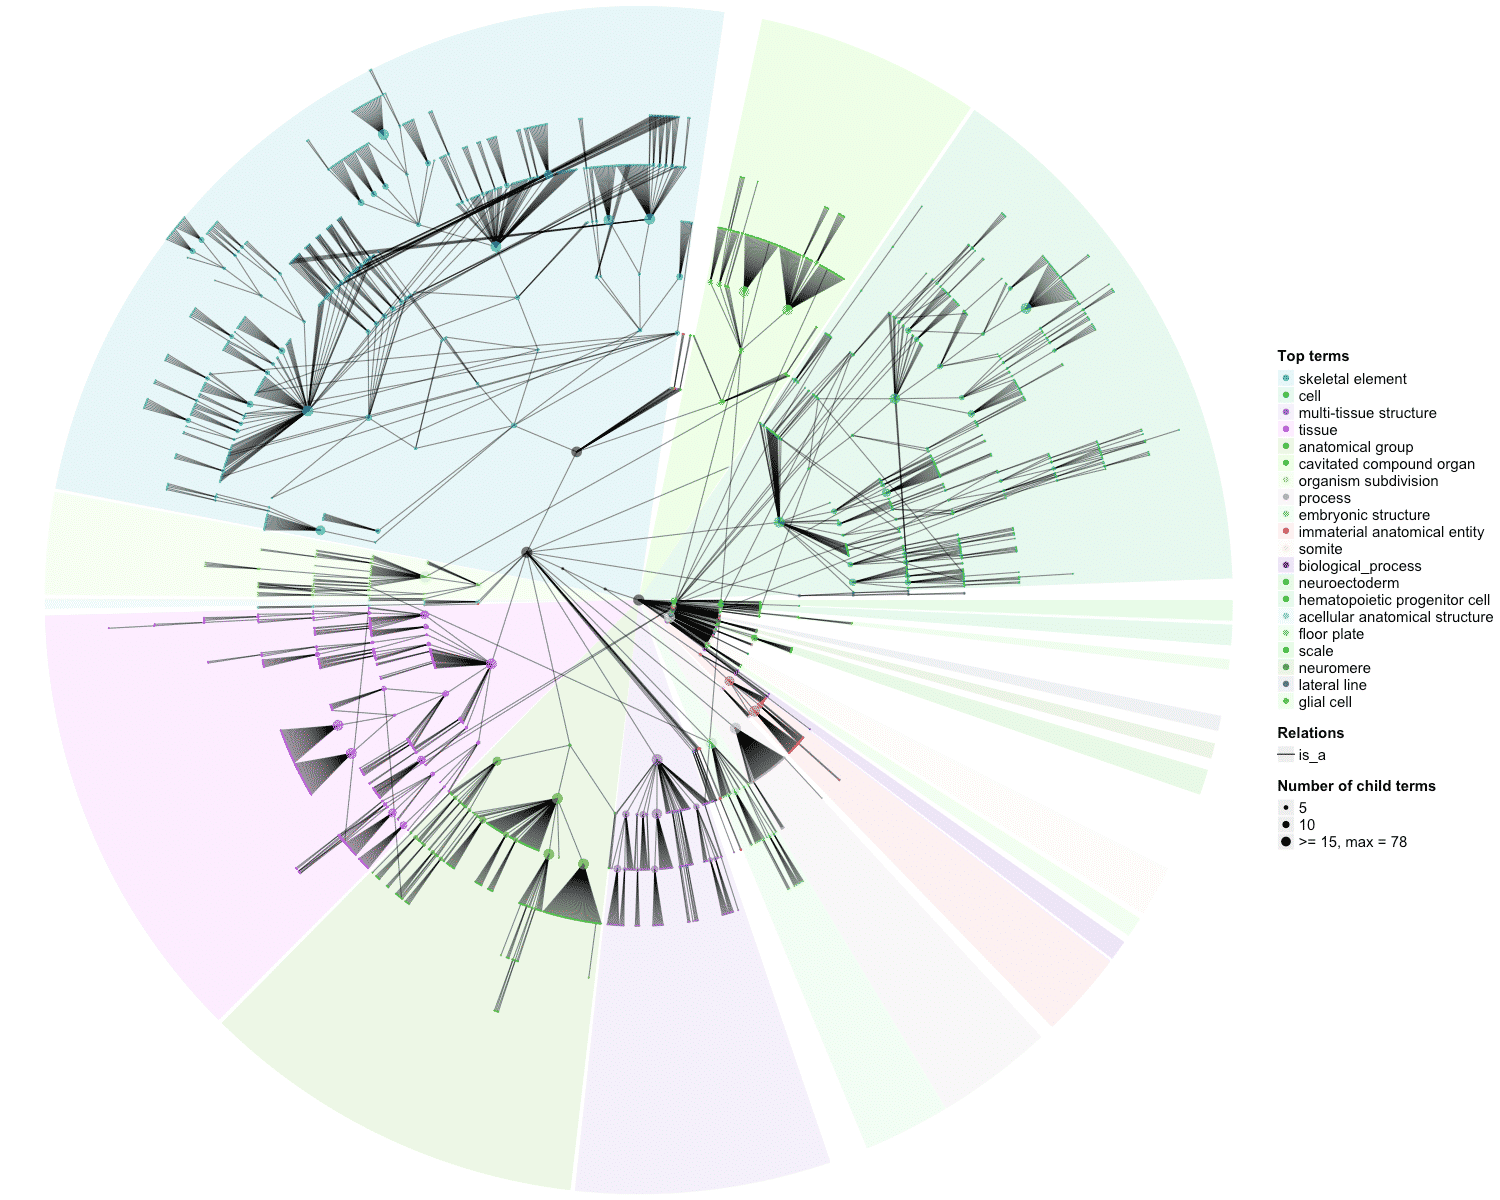 Top terms
skeletal element
cell
multi-tissue structure
tissue
anatomical group
cavitated compound organ
organism subdivision
process
embryonic structure
immaterial anatomical entity
somite
biological_process
neuroectoderm
hematopoietic progenitor cell
acellular anatomical structure
floor plate
scale
neuromere
lateral line
glial cell
Relations
is_a
Number of child terms
5
10
>= 15, max = 78